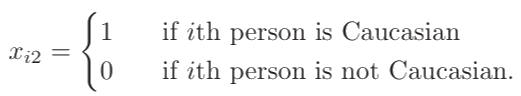 x_{i2} = { 1 if ith person is Caucasian
0 if ith person is not Caucasian.